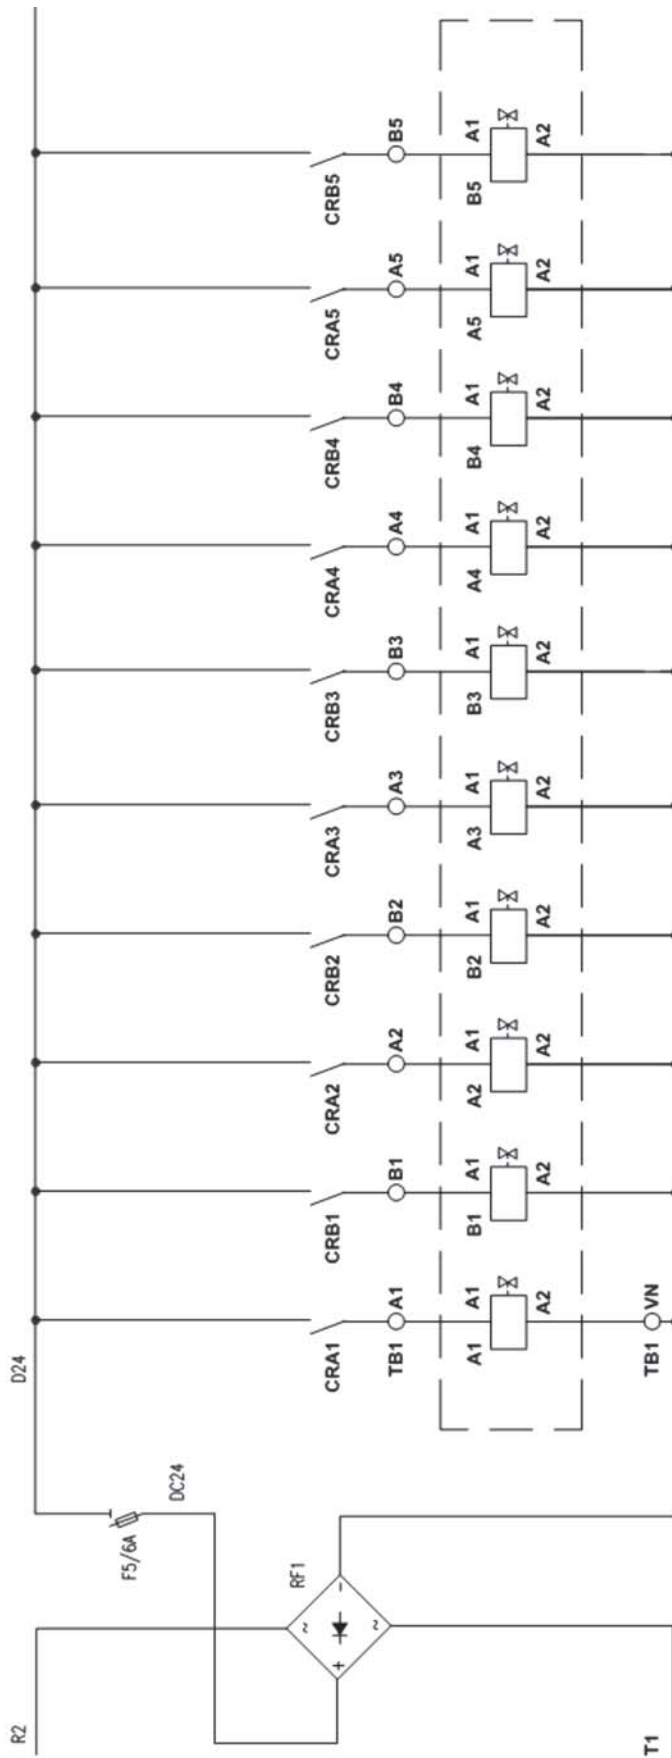 R2
D24
F5/6A
DC24
RF1
~
~
+
-
T1
CRA1
TB1 A1
A1 A1
A2
TB1 VN
CRB1
B1
B1 A1
A2
CRA2
A2
A2 A1
A2
CRB2
B2
B2 A1
A2
CRA3
A3
A3 A1
A2
CRB3
B3
B3 A1
A2
CRA4
A4
A4 A1
A2
CRB4
B4
B4 A1
A2
CRA5
A5
A5 A1
A2
CRB5
B5
B5 A1
A2